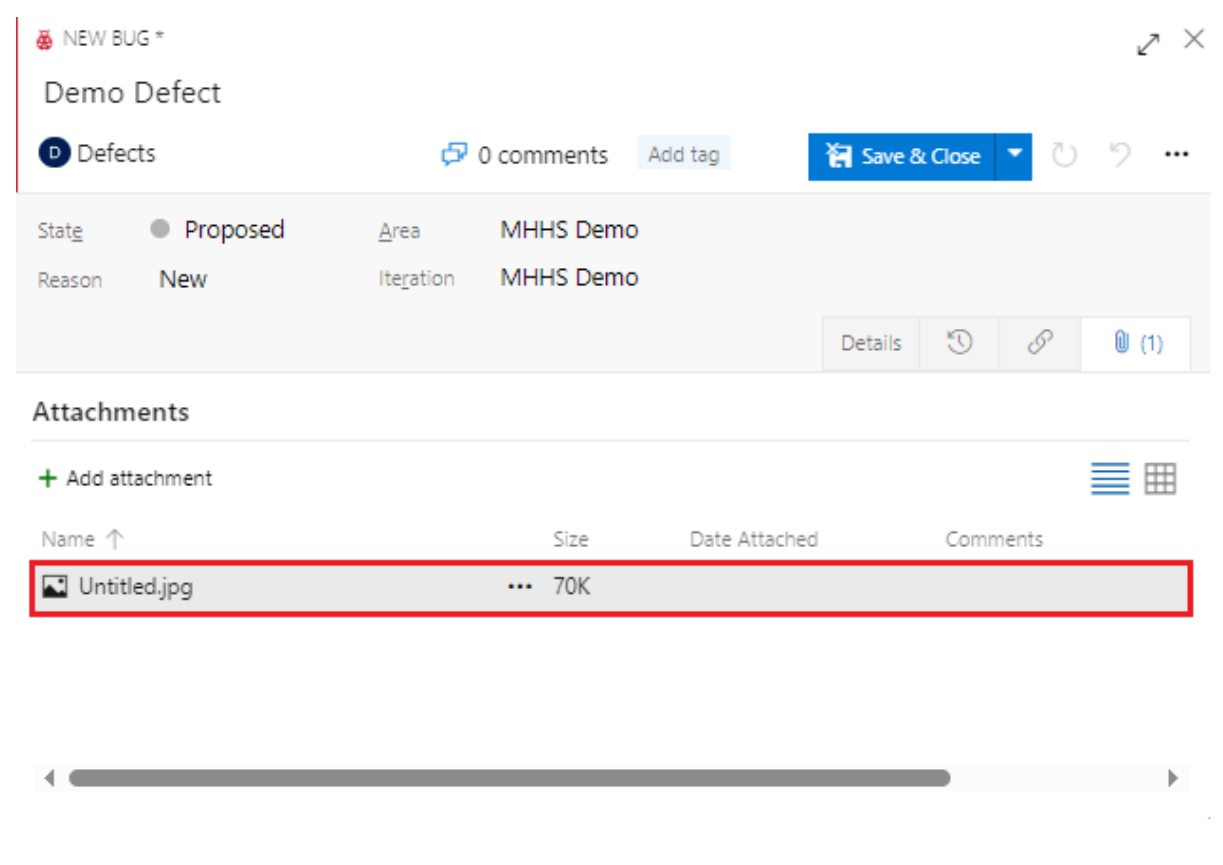 NEW BUG *
Demo Defect
D Defects 0 comments Add tag Save & Close
State Proposed Area MHHS Demo
Reason New Iteration MHHS Demo
Details (1)
Attachments
+ Add attachment
Name ↑ Size Date Attached Comments
Untitled.jpg ... 70K